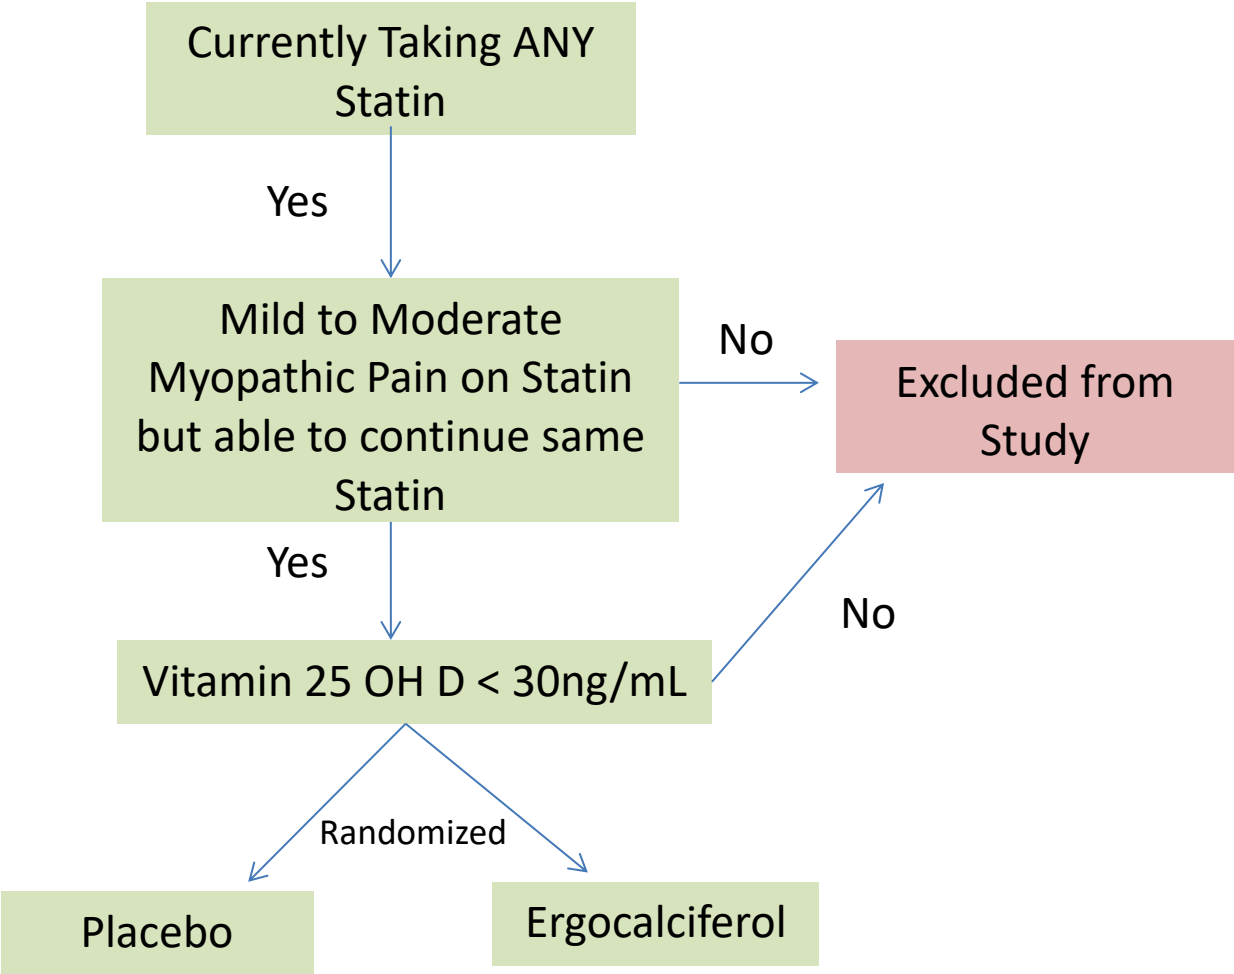 Currently Taking ANY
Statin
Yes
Mild to Moderate
Myopathic Pain on Statin
but able to continue same
Statin
No
Excluded from
Study
Yes
No
Vitamin 25 OH D < 30ng/mL
Randomized
Placebo
Ergocalciferol